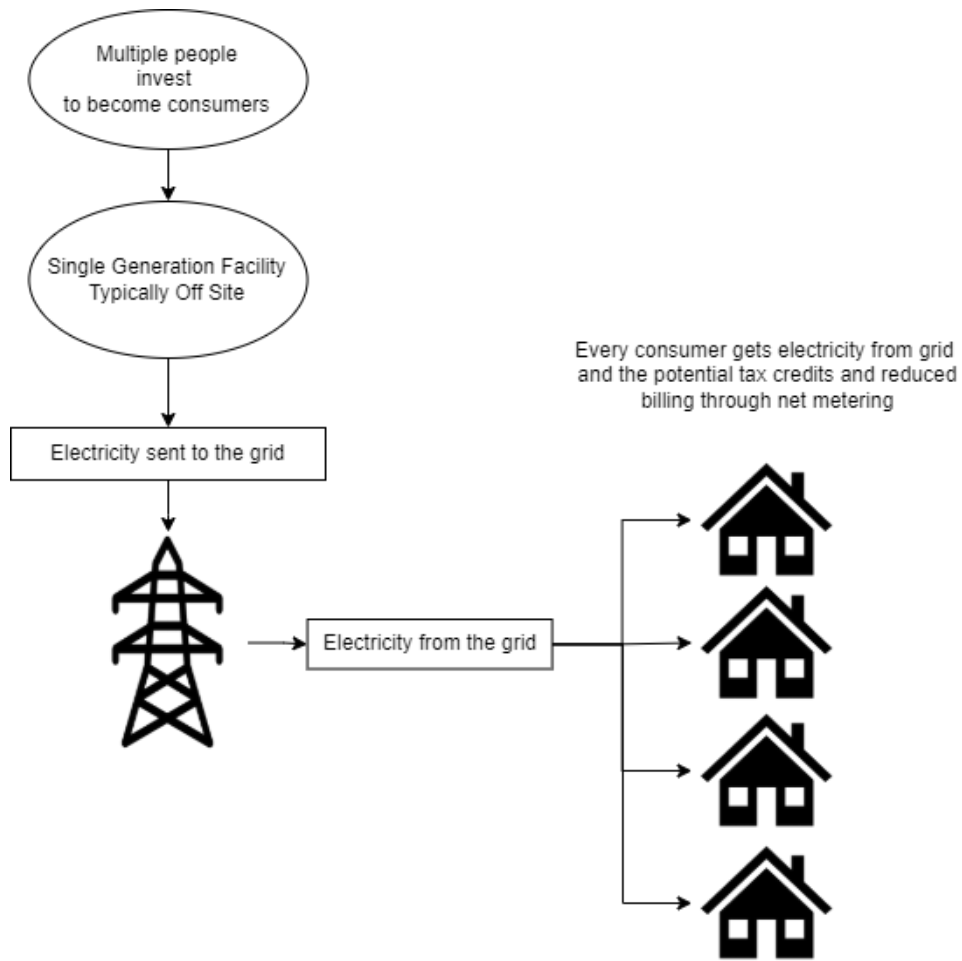 Multiple people
invest
to become consumers
Single Generation Facility
Typically Off Site
Electricity sent to the grid
Every consumer gets electricity from grid
and the potential tax credits and reduced
billing through net metering
Electricity from the grid